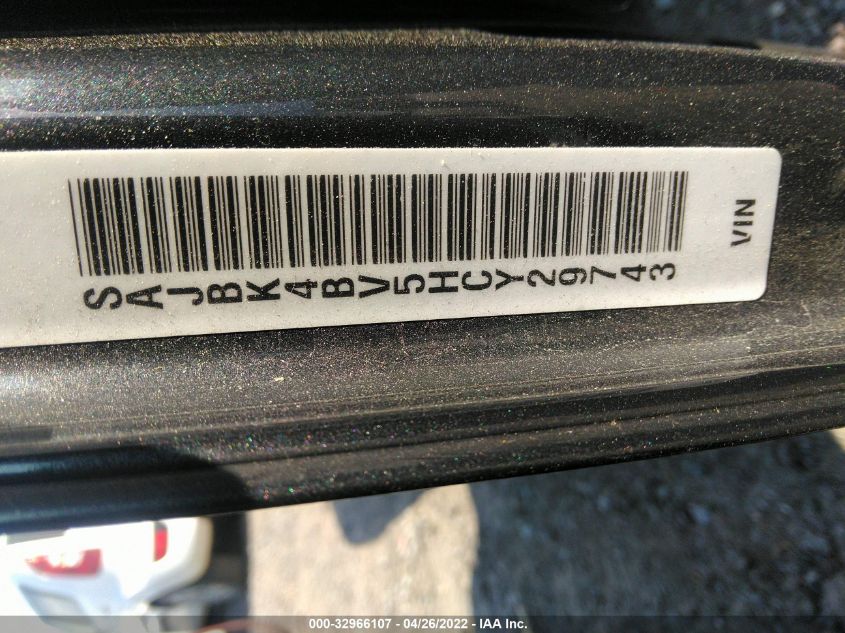 SAJBK4BV5HCY29743
VIN
000-32966107 - 04/26/2022 - IAA Inc.